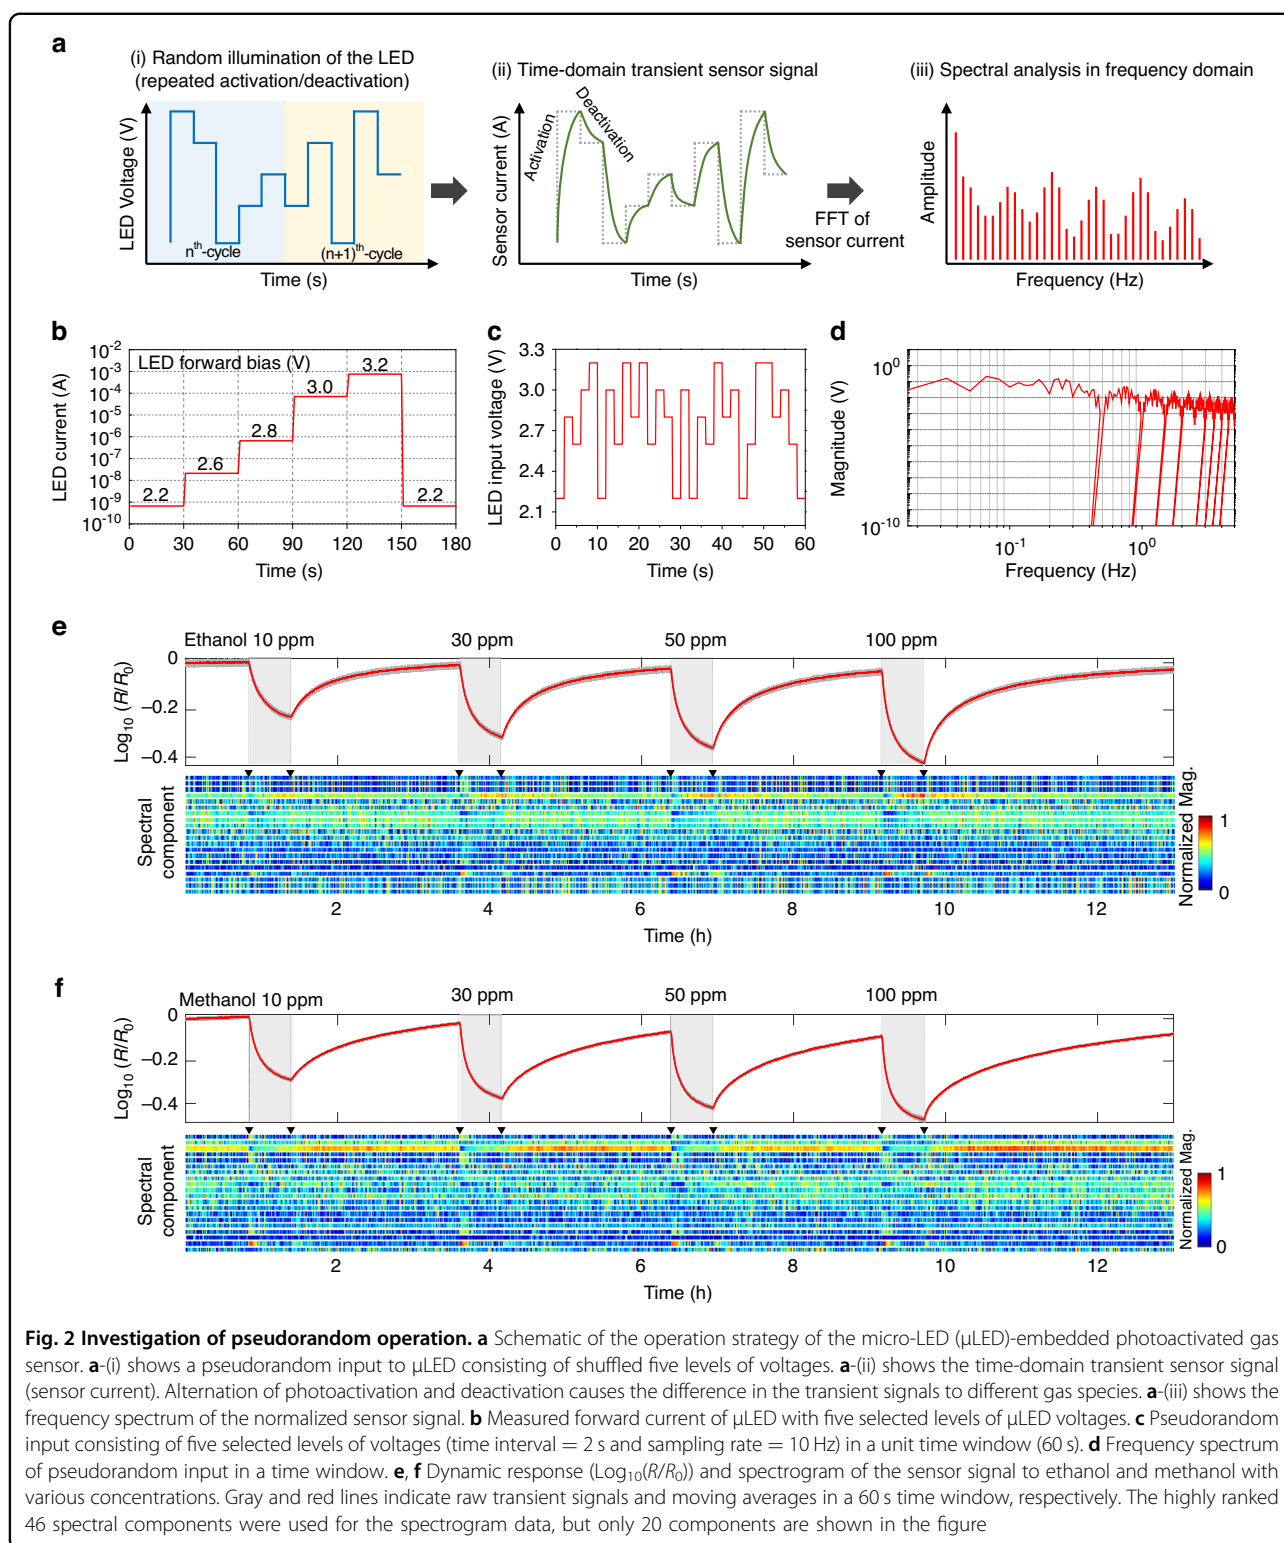 a
(i) Random illumination of the LED
(repeated activation/deactivation)
LED Voltage (V)
nth-cycle
(n+1)th-cycle
Time (s)
(ii) Time-domain transient sensor signal
Sensor current (A)
Activation
Deactivation
Time (s)
FFT of
sensor current
(iii) Spectral analysis in frequency domain
Amplitude
Frequency (Hz)
b
LED forward bias (V)
LED current (A)
10-2
10-3
10-4
10-5
10-6
10-7
10-8
10-9
10-10
2.2
2.6
2.8
3.0
3.2
2.2
0 30 60 90 120 150 180
Time (s)
c
LED input voltage (V)
3.3
3.0
2.7
2.4
2.1
0 10 20 30 40 50 60
Time (s)
d
Magnitude (V)
100
10-10
10-1 100
Frequency (Hz)
e
Ethanol 10 ppm 30 ppm 50 ppm 100 ppm
Log10 (R/R0)
0
−0.2
−0.4
Spectral
component
Normalized Mag.
1
0
2 4 6 8 10 12
Time (h)
f
Methanol 10 ppm 30 ppm 50 ppm 100 ppm
Log10 (R/R0)
0
−0.2
−0.4
Spectral
component
Normalized Mag.
1
0
2 4 6 8 10 12
Time (h)
Fig. 2 Investigation of pseudorandom operation. a Schematic of the operation strategy of the micro-LED (μLED)-embedded photoactivated gas
sensor. a-(i) shows a pseudorandom input to μLED consisting of shuffled five levels of voltages. a-(ii) shows the time-domain transient sensor signal
(sensor current). Alternation of photoactivation and deactivation causes the difference in the transient signals to different gas species. a-(iii) shows the
frequency spectrum of the normalized sensor signal. b Measured forward current of μLED with five selected levels of μLED voltages. c Pseudorandom
input consisting of five selected levels of voltages (time interval = 2 s and sampling rate = 10 Hz) in a unit time window (60 s). d Frequency spectrum
of pseudorandom input in a time window. e, f Dynamic response (Log10(R/R0)) and spectrogram of the sensor signal to ethanol and methanol with
various concentrations. Gray and red lines indicate raw transient signals and moving averages in a 60 s time window, respectively. The highly ranked
46 spectral components were used for the spectrogram data, but only 20 components are shown in the figure